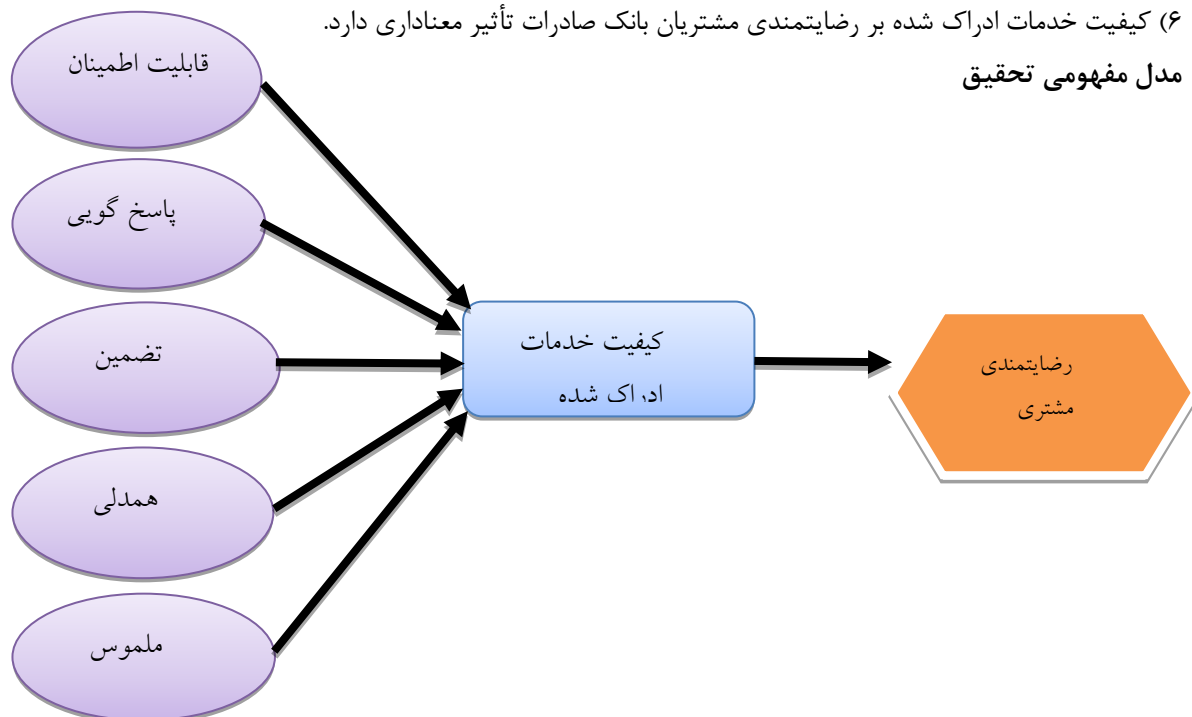 ۶) کیفیت خدمات ادراک شده بر رضایتمندی مشتریان بانک صادرات تأثیر معناداری دارد.
مدل مفهومی تحقیق
قابلیت اطمینان
پاسخ گویی
تضمین
همدلی
ملموس
کیفیت خدمات
ادراک شده
رضایتمندی
مشتری